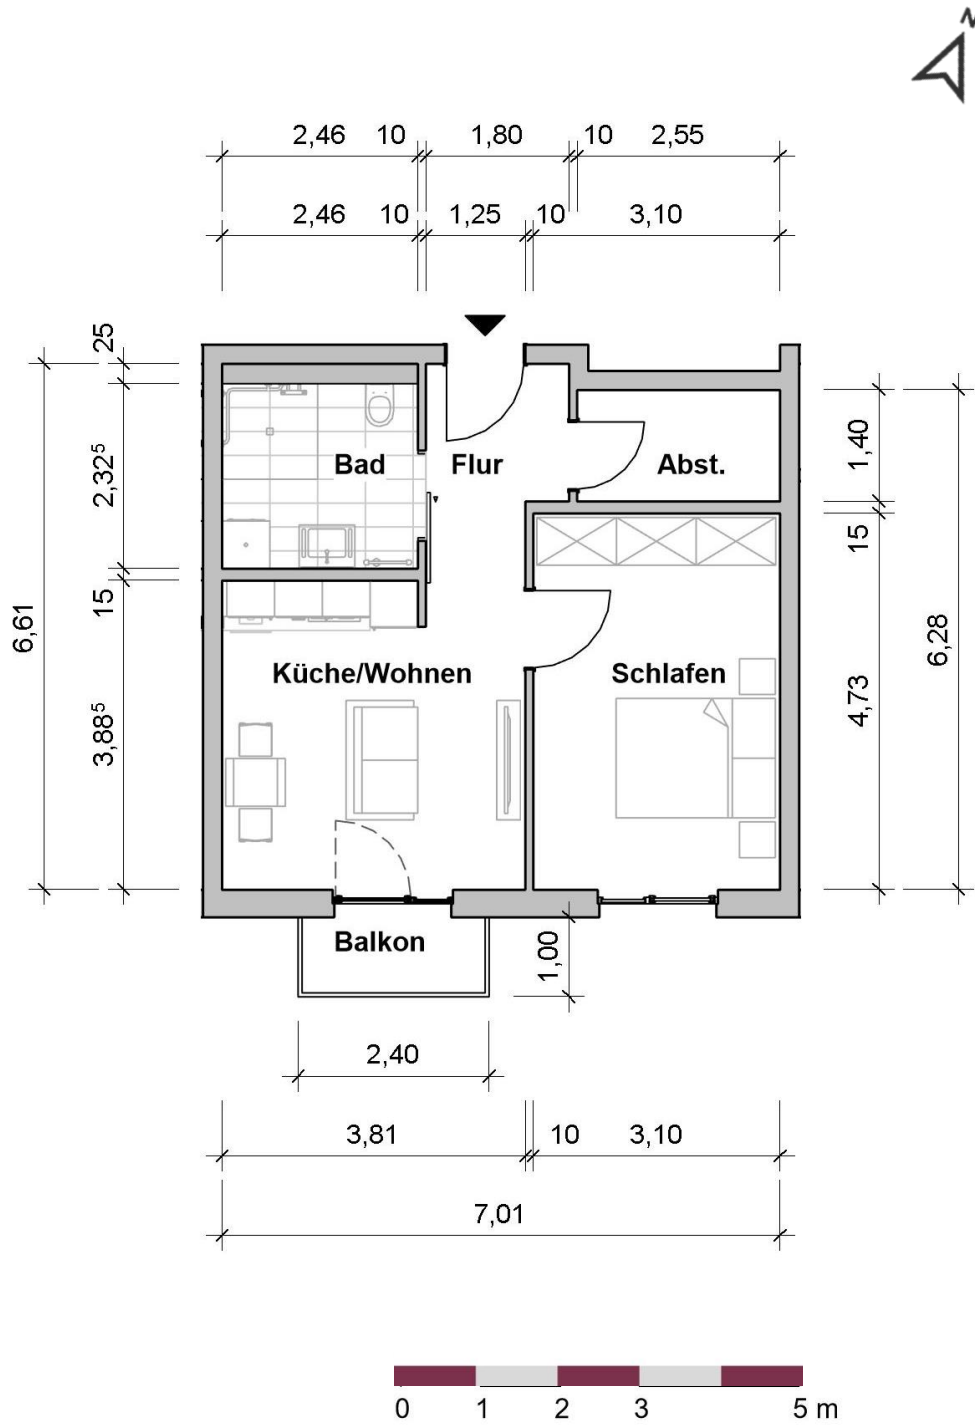 N
2,46 10 1,80 10 2,55
2,46 10 1,25 10 3,10
25
2,32⁵
15
3,88⁵
6,61
Bad
Flur
Abst.
Küche/Wohnen
Schlafen
Balkon
1,40
15
4,73
6,28
1,00
2,40
3,81 10 3,10
7,01
0 1 2 3 5 m